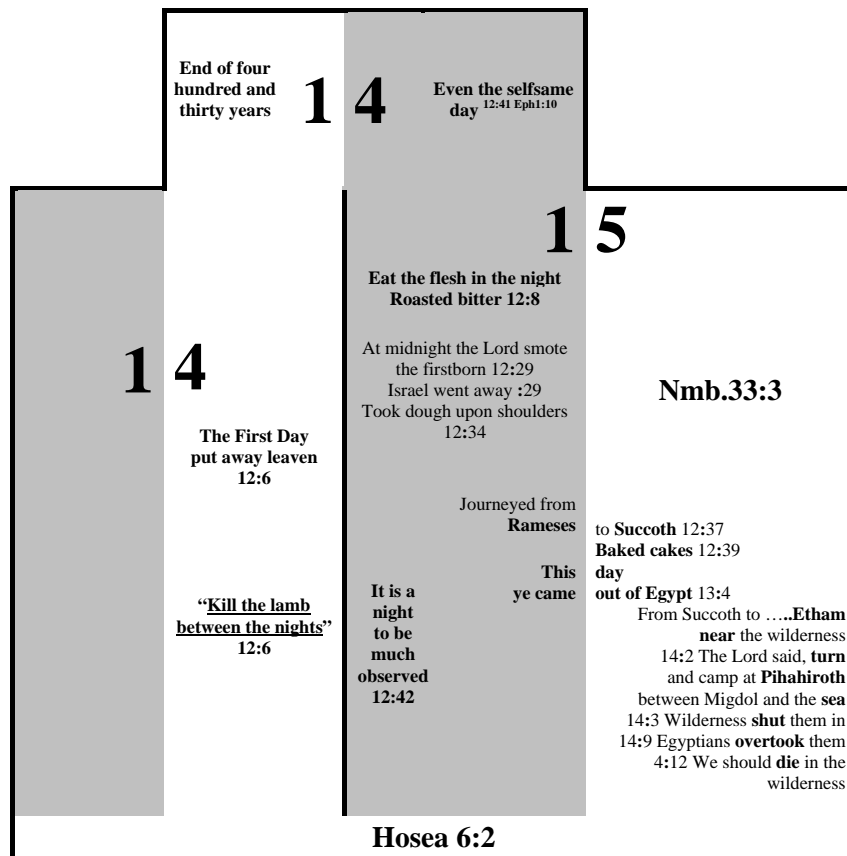 End of four
hundred and
thirty years
1 4
Even the selfsame
day 12:41 Eph1:10
1 5
Eat the flesh in the night
Roasted bitter 12:8
At midnight the Lord smote
the firstborn 12:29
Israel went away :29
Took dough upon shoulders
12:34
1 4
Nmb.33:3
The First Day
put away leaven
12:6
Journeyed from
Rameses
to Succoth 12:37
Baked cakes 12:39
This day
ye came out of Egypt 13:4
“Kill the lamb
between the nights”
12:6
It is a
night
to be
much
observed
12:42
From Succoth to …..Etham
near the wilderness
14:2 The Lord said, turn
and camp at Pihahiroth
between Migdol and the sea
14:3 Wilderness shut them in
14:9 Egyptians overtook them
4:12 We should die in the
wilderness
Hosea 6:2